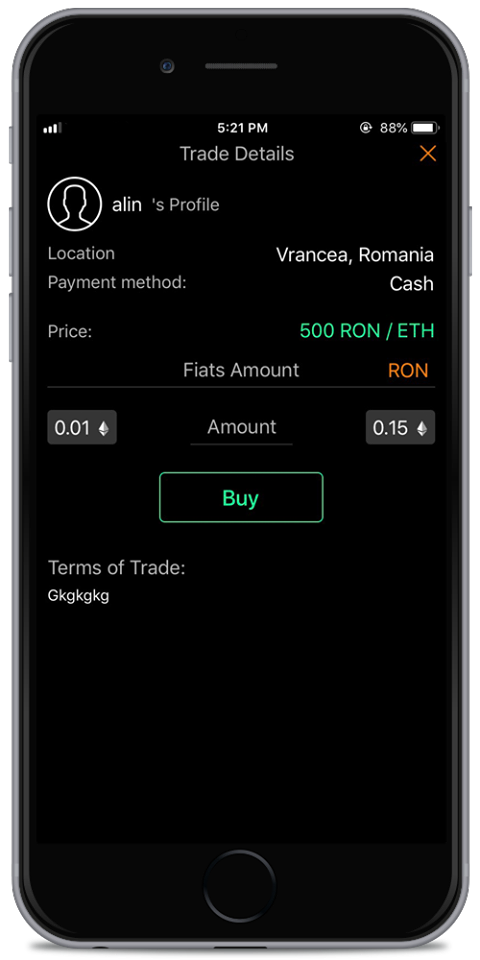 5:21 PM 88%
Trade Details
alin 's Profile
Location Vrancea, Romania
Payment method: Cash
Price: 500 RON / ETH
Fiats Amount RON
0.01 Amount 0.15
Buy
Terms of Trade:
Gkgkgkg